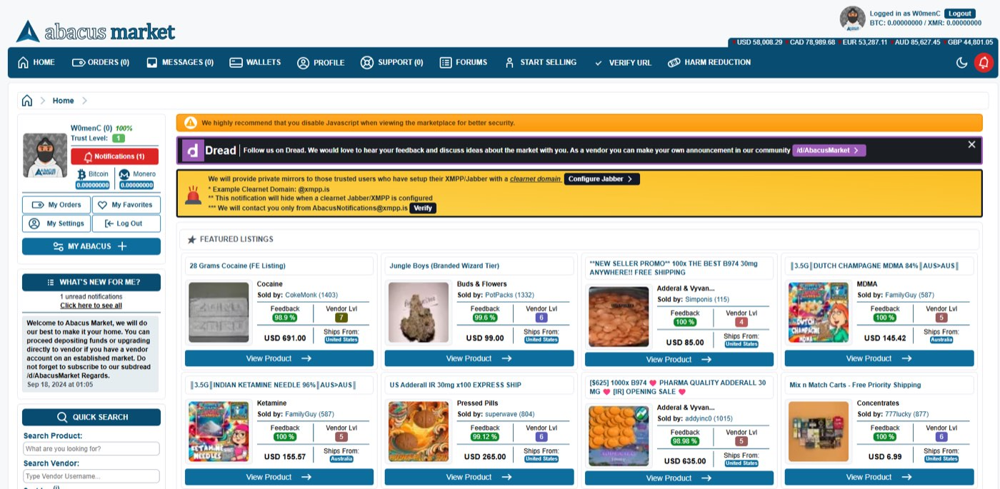 abacus market
Logged in as W0menC Logout
BTC: 0.00000000 / XMR: 0.00000000
USD 58,008.29 CAD 78,989.68 EUR 53,287.11 AUD 85,627.45 GBP 44,801.05
HOME ORDERS (0) MESSAGES (0) WALLETS PROFILE SUPPORT (0) FORUMS START SELLING VERIFY URL HARM REDUCTION
Home
W0menC (0) 100%
Trust Level: 1
Notifications (1)
Bitcoin Monero
0.00000000 0.00000000
My Orders My Favorites
My Settings Log Out
MY ABACUS
WHAT'S NEW FOR ME?
1 unread notifications
Click here to see all
Welcome to Abacus Market, we will do
our best to make it your home. You can
proceed depositing funds or upgrading
directly to vendor if you have a vendor
account on an established market. Do
not forget to subscribe to our subdread
/d/AbacusMarket Regards.
Sep 18, 2024 at 01:05
QUICK SEARCH
Search Product:
What are you looking for?
Search Vendor:
Type Vendor Username...
We highly recommend that you disable Javascript when viewing the marketplace for better security.
d Dread Follow us on Dread. We would love to hear your feedback and discuss ideas about the market with you. As a vendor you can make your own announcement in our community /d/AbacusMarket
We will provide private mirrors to those trusted users who have setup their XMPP/Jabber with a clearnet domain Configure Jabber
* Example Clearnet Domain: @xmpp.is
** This notification will hide when a clearnet Jabber/XMPP is configured
*** We will contact you only from AbacusNotifications@xmpp.is Verify
FEATURED LISTINGS
28 Grams Cocaine (FE Listing)
Cocaine
Sold by: CokeMonk (1403)
Feedback Vendor Lvl
98.9 % 7
USD 691.00 Ships From:
United States
View Product
Jungle Boys (Branded Wizard Tier)
Buds & Flowers
Sold by: PotPacks (1332)
Feedback Vendor Lvl
99.6 % 6
USD 99.00 Ships From:
United States
View Product
**NEW SELLER PROMO** 100x THE BEST B974 30mg
ANYWHERE!! FREE SHIPPING
Adderal & Vyvan...
Sold by: Simponis (115)
Feedback Vendor Lvl
100 % 4
USD 85.00 Ships From:
United States
View Product
║3.5G║DUTCH CHAMPAGNE MDMA 84%║AUS>AUS║
MDMA
Sold by: FamilyGuy (587)
Feedback Vendor Lvl
100 % 5
USD 145.42 Ships From:
Australia
DUTCH
CHAMPAGNE
MDMA
View Product
║3.5G║INDIAN KETAMINE NEEDLE 96%║AUS>AUS║
Ketamine
Sold by: FamilyGuy (587)
Feedback Vendor Lvl
100 % 5
USD 155.57 Ships From:
Australia
KETAMINE
NEEDLES
View Product
US Adderall IR 30mg x100 EXPRESS SHIP
Pressed Pills
Sold by: superwave (804)
Feedback Vendor Lvl
99.12 % 6
USD 265.00 Ships From:
United States
View Product
[$625] 1000x B974 ♥ PHARMA QUALITY ADDERALL 30
MG ♥ [IR] OPENING SALE ♥
Adderal & Vyvan...
Sold by: addyinc0 (1015)
Feedback Vendor Lvl
98.98 % 5
USD 635.00 Ships From:
United States
View Product
Mix n Match Carts - Free Priority Shipping
Concentrates
Sold by: 777lucky (877)
Feedback Vendor Lvl
100 % 6
USD 6.99 Ships From:
United States
View Product